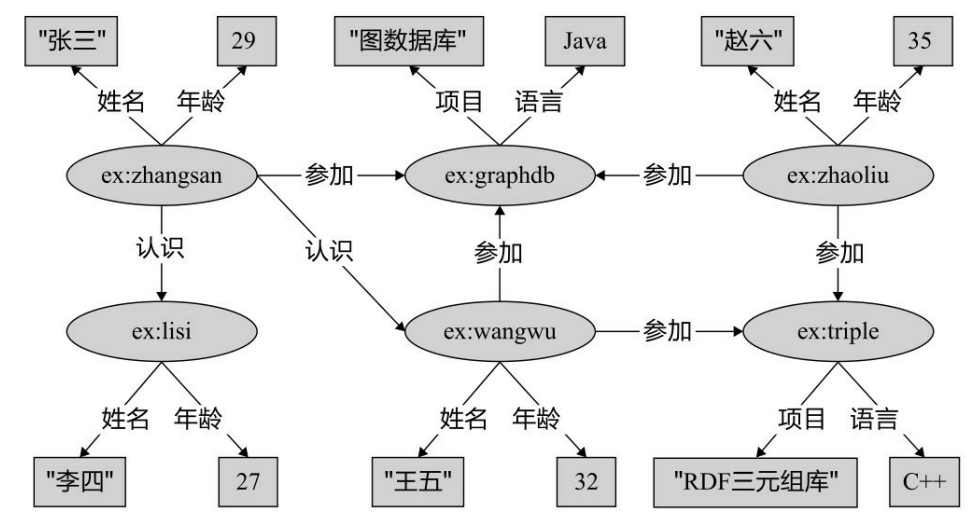 "张三" 29 "图数据库" Java "赵六" 35
姓名 年龄 项目 语言 姓名 年龄
ex:zhangsan 参加 ex:graphdb 参加 ex:zhaoliu
认识 认识 参加 参加
ex:lisi ex:wangwu 参加 ex:triple
姓名 年龄 姓名 年龄 项目 语言
"李四" 27 "王五" 32 "RDF三元组库" C++